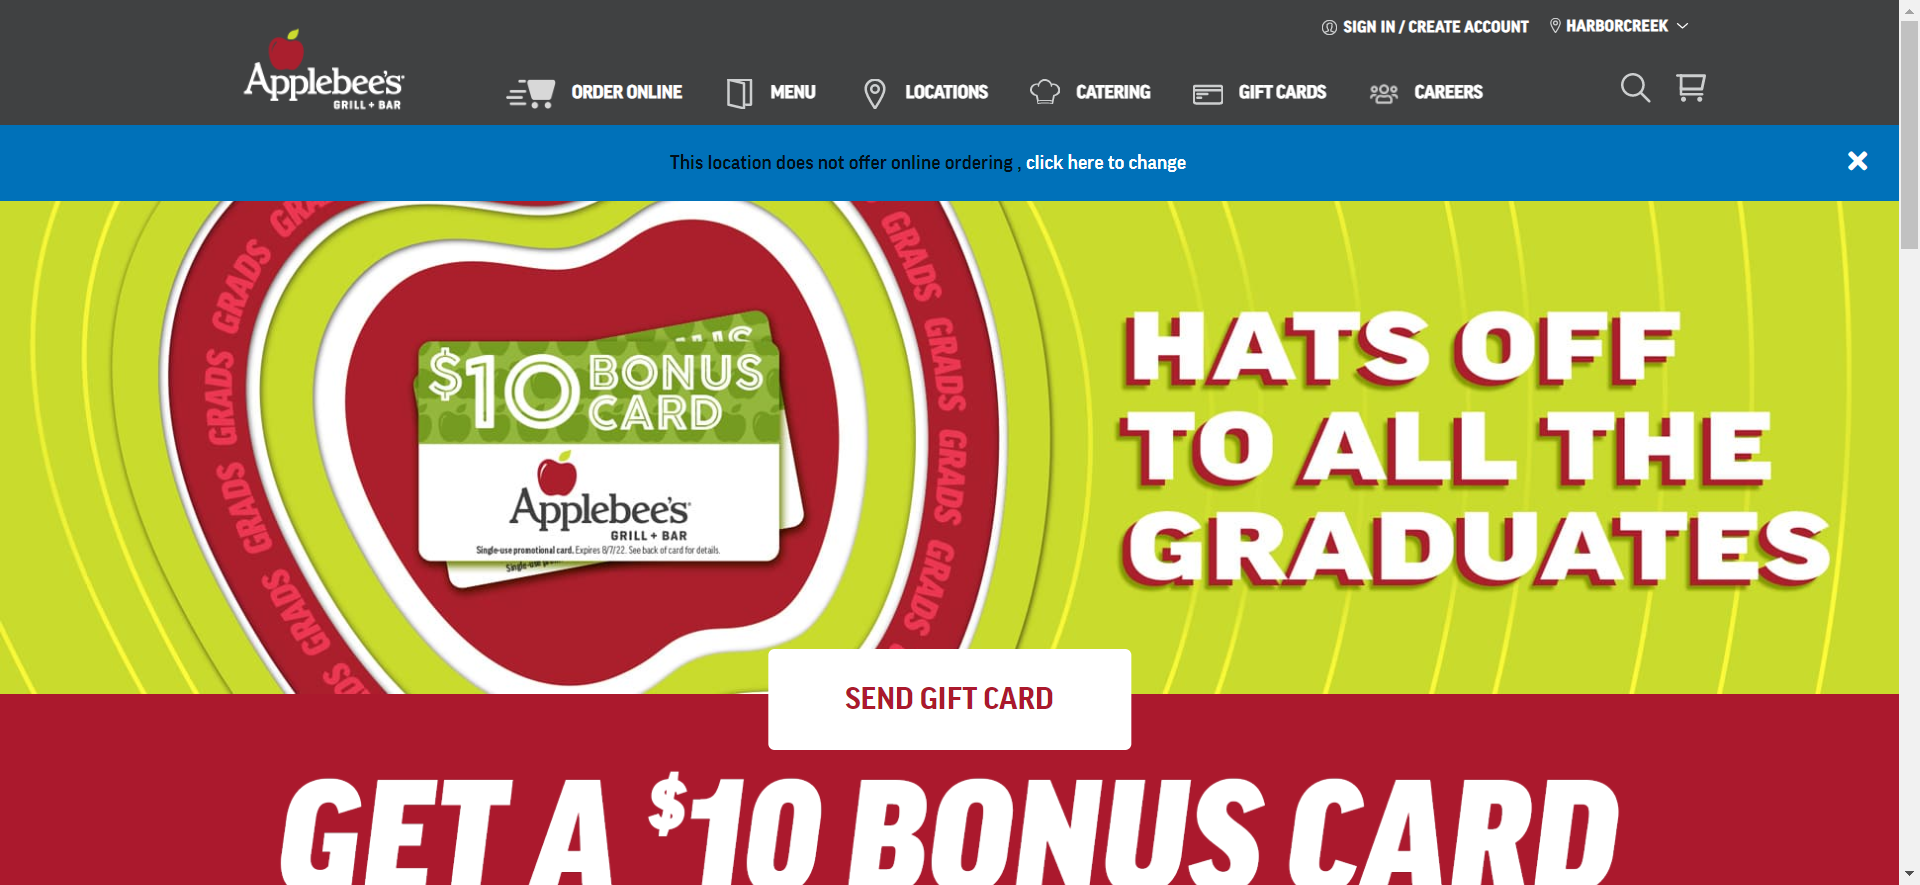 SIGN IN / CREATE ACCOUNT
HARBORCREEK
Applebee's
GRILL + BAR
ORDER ONLINE
MENU
LOCATIONS
CATERING
GIFT CARDS
CAREERS
This location does not offer online ordering , click here to change
GRADS GRADS GRADS GRADS GRADS GRADS GRADS
GRADS GRADS GRADS GRADS
$10 BONUS
CARD
Applebee's
GRILL + BAR
Single-use promotional card. Expires 8/7/22. See back of card for details.
Single-use
HATS OFF
TO ALL THE
GRADUATES
SEND GIFT CARD
GET A $10 BONUS CARD